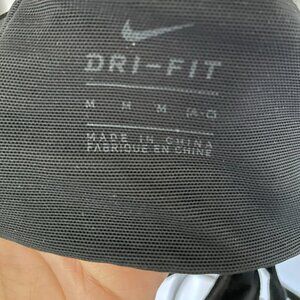 DRI-FIT
M M M
MADE IN CHINA
FABRIQUÉ EN CHINE